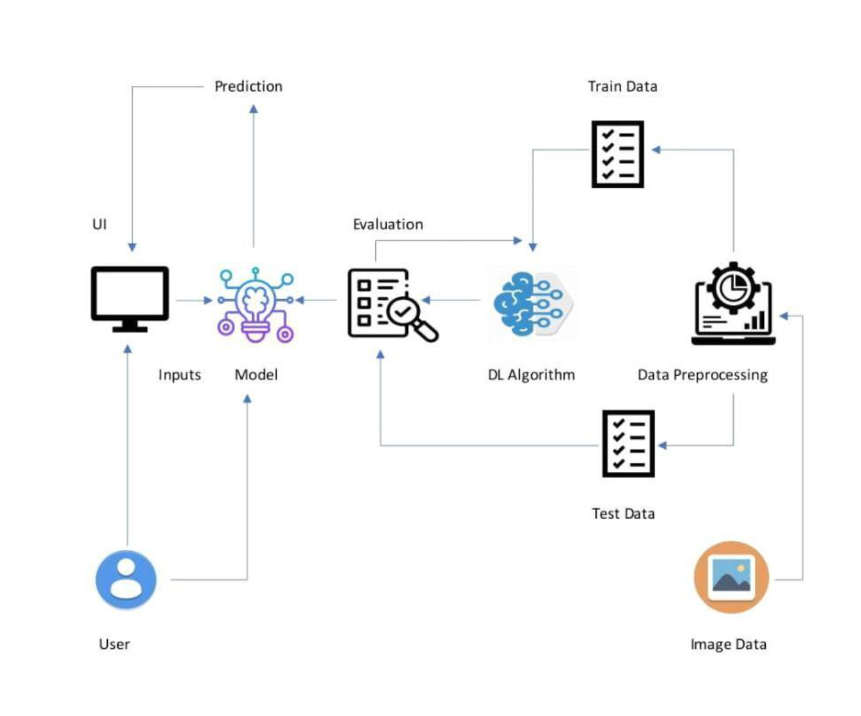 Prediction
Train Data
UI
Evaluation
Inputs
Model
DL Algorithm
Data Preprocessing
Test Data
User
Image Data